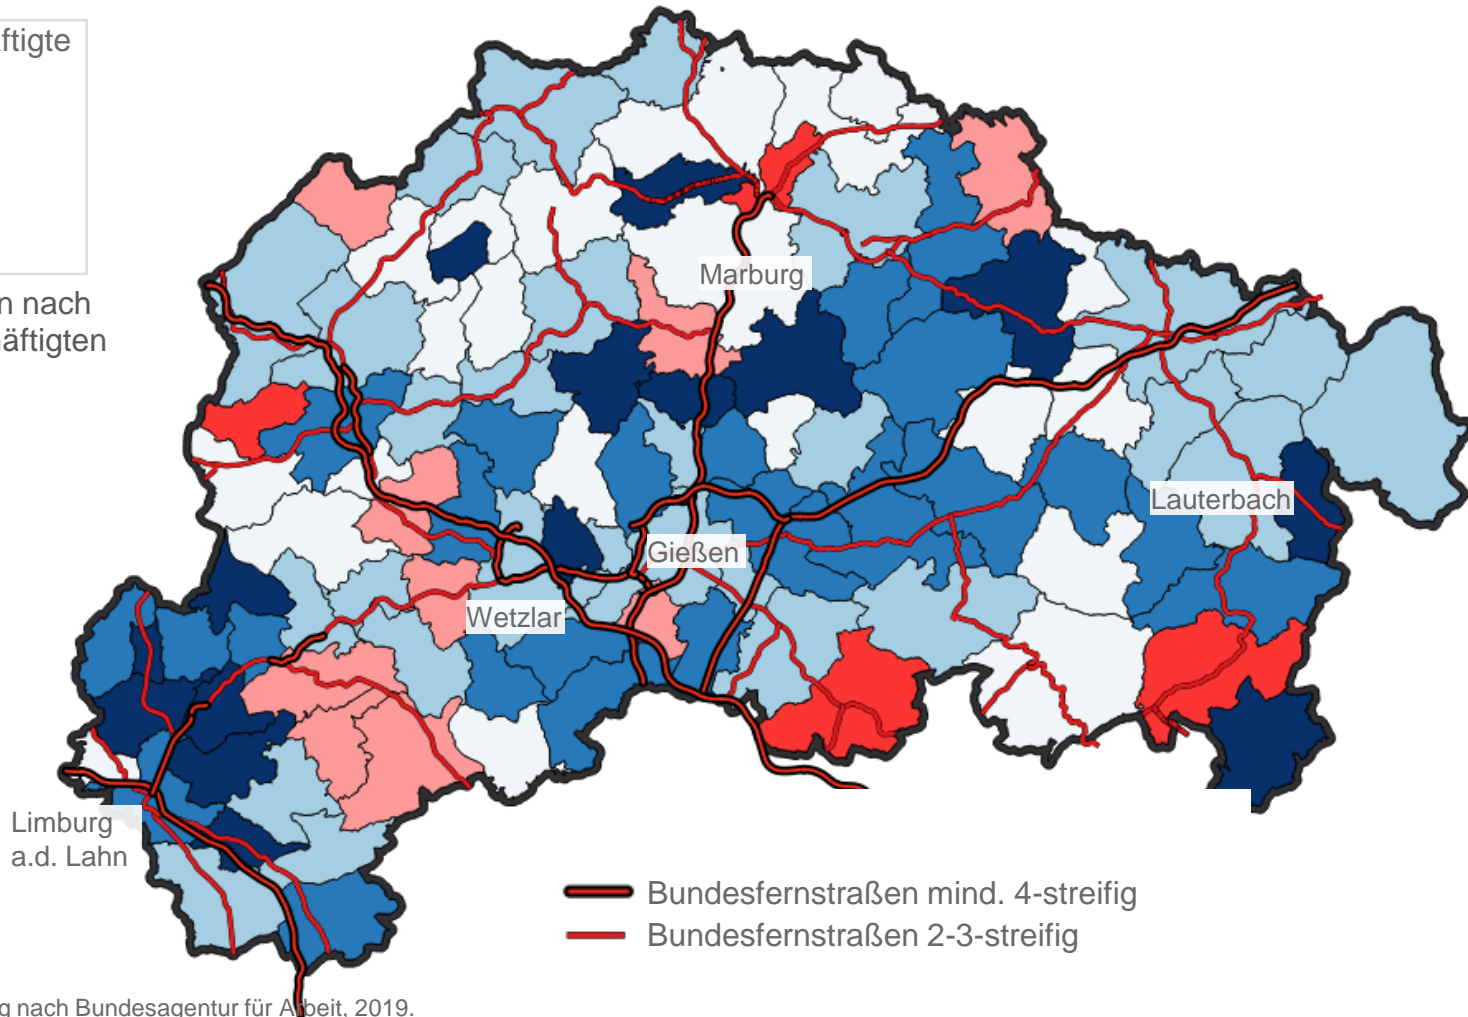 ftigte
n nach
äftigten
Marburg
Lauterbach
Gießen
Wetzlar
Limburg
a.d. Lahn
Bundesfernstraßen mind. 4-streifig
Bundesfernstraßen 2-3-streifig
g nach Bundesagentur für Arbeit, 2019.